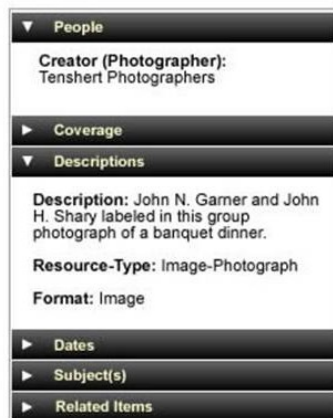 ▼ People
Creator (Photographer):
Tenshert Photographers
► Coverage
▼ Descriptions
Description: John N. Garner and John
H. Shary labeled in this group
photograph of a banquet dinner.
Resource-Type: Image-Photograph
Format: Image
► Dates
► Subject(s)
► Related Items